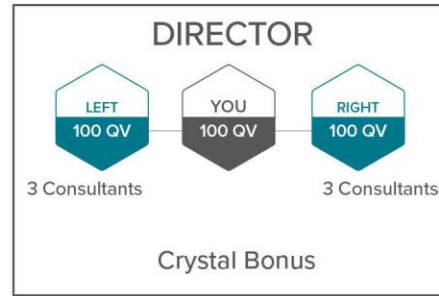 DIRECTOR
LEFT YOU RIGHT
100 QV 100 QV 100 QV
3 Consultants 3 Consultants
Crystal Bonus